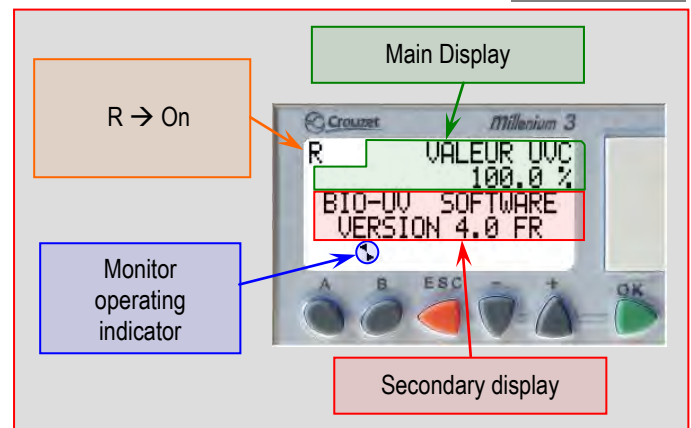 Main Display
R → On
Crouzet
Millenium 3
R VALEUR UVC
100.0 %
BIO-UV SOFTWARE
VERSION 4.0 FR
Monitor
operating
indicator
A B ESC - + OK
Secondary display